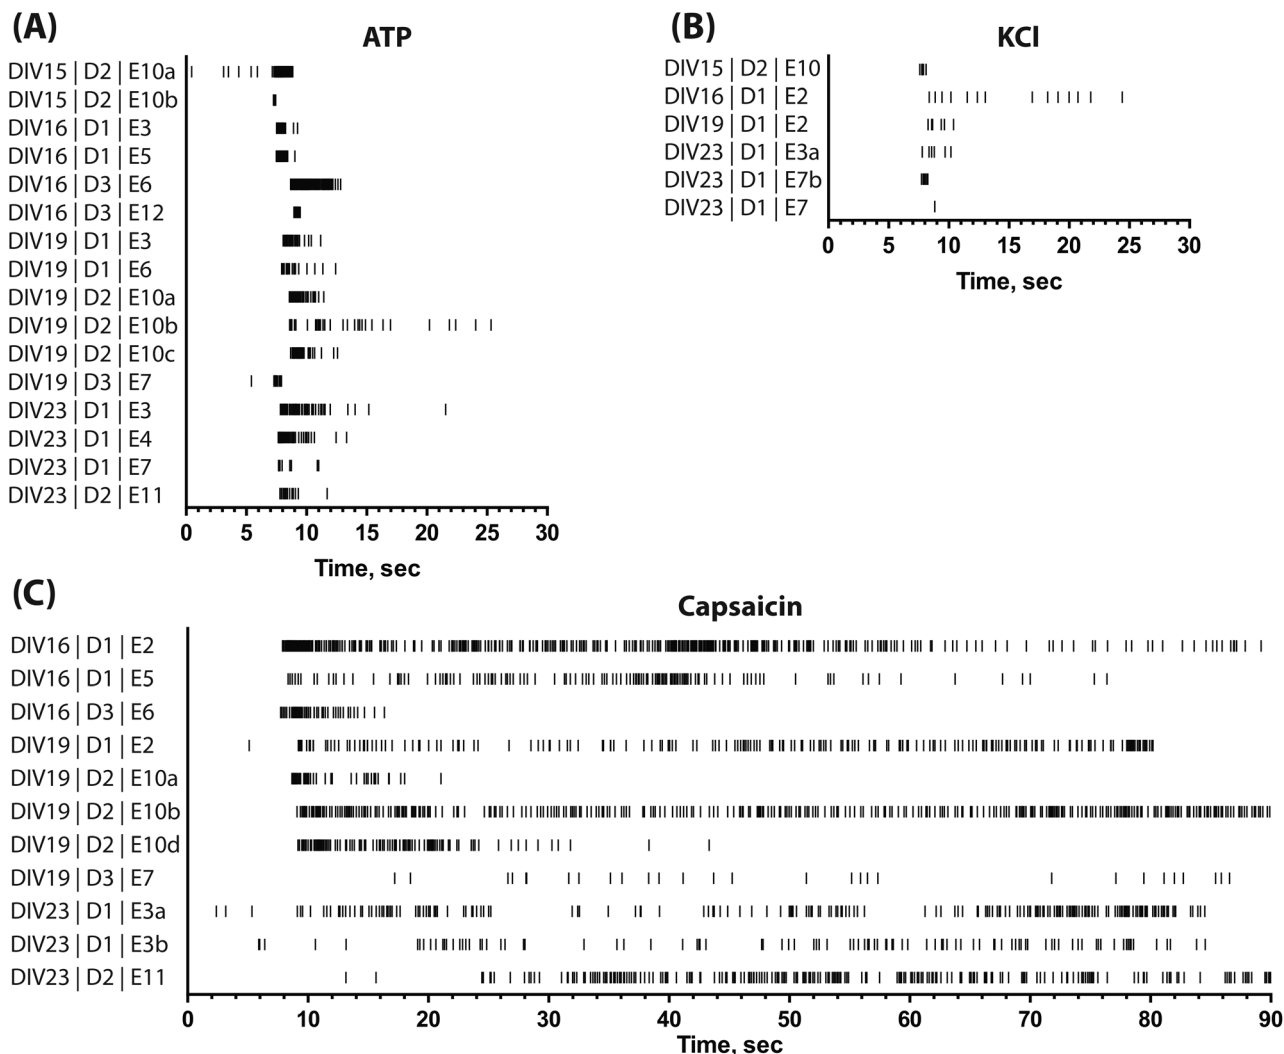 (A)
ATP
DIV15 | D2 | E10a
DIV15 | D2 | E10b
DIV16 | D1 | E3
DIV16 | D1 | E5
DIV16 | D3 | E6
DIV16 | D3 | E12
DIV19 | D1 | E3
DIV19 | D1 | E6
DIV19 | D2 | E10a
DIV19 | D2 | E10b
DIV19 | D2 | E10c
DIV19 | D3 | E7
DIV23 | D1 | E3
DIV23 | D1 | E4
DIV23 | D1 | E7
DIV23 | D2 | E11
0 5 10 15 20 25 30
Time, sec
(B)
KCl
DIV15 | D2 | E10
DIV16 | D1 | E2
DIV19 | D1 | E2
DIV23 | D1 | E3a
DIV23 | D1 | E7b
DIV23 | D1 | E7
0 5 10 15 20 25 30
Time, sec
(C)
Capsaicin
DIV16 | D1 | E2
DIV16 | D1 | E5
DIV16 | D3 | E6
DIV19 | D1 | E2
DIV19 | D2 | E10a
DIV19 | D2 | E10b
DIV19 | D2 | E10d
DIV19 | D3 | E7
DIV23 | D1 | E3a
DIV23 | D1 | E3b
DIV23 | D2 | E11
0 10 20 30 40 50 60 70 80 90
Time, sec